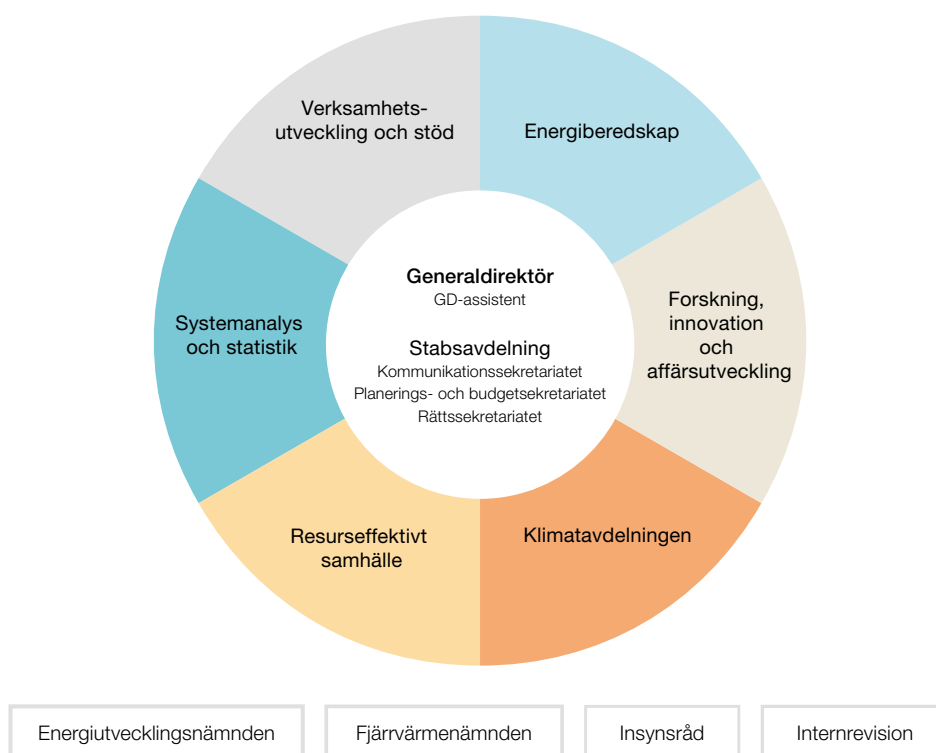 Verksamhets-
utveckling och stöd
Energiberedskap
Systemanalys
och statistik
Generaldirektör
GD-assistent
Stabsavdelning
Kommunikationssekretariatet
Planerings- och budgetsekretariatet
Rättssekretariatet
Forskning,
innovation
och
affärsutveckling
Resurseffektivt
samhälle
Klimatavdelningen
Energiutvecklingsnämnden
Fjärrvärmenämnden
Insynsråd
Internrevision